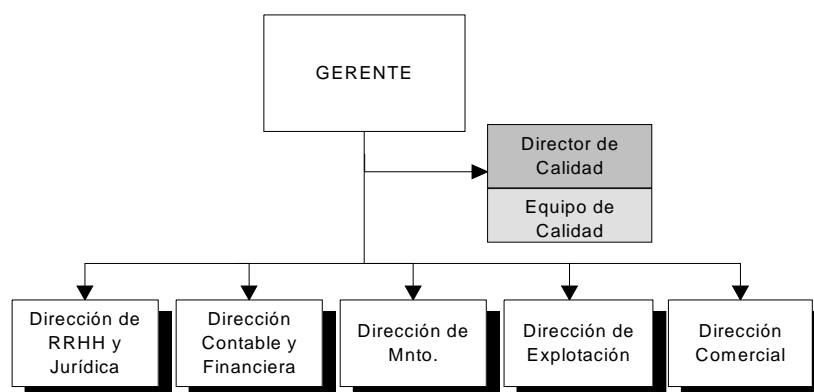 GERENTE
Director de
Calidad
Equipo de
Calidad
Dirección de
RRHH y
Jurídica
Dirección
Contable y
Financiera
Dirección de
Mnto.
Dirección de
Explotación
Dirección
Comercial